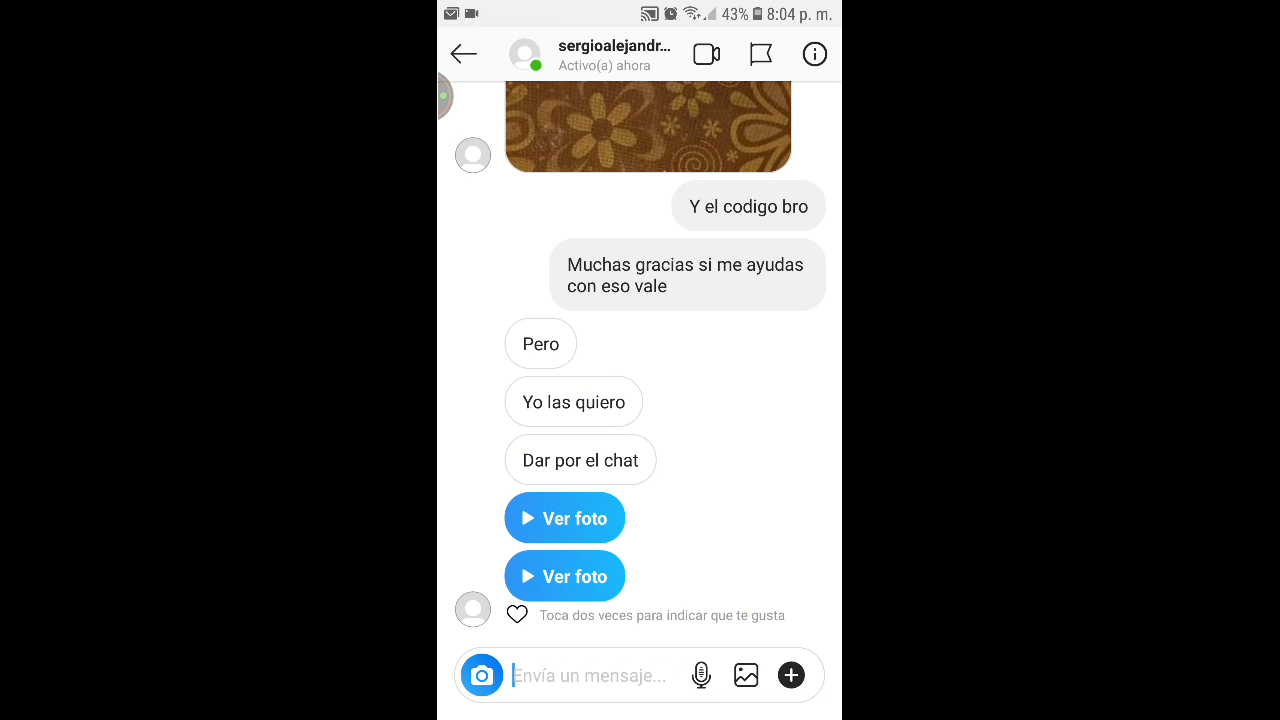 43% 8:04 p. m.
sergioalejandr...
Activo(a) ahora
Y el codigo bro
Muchas gracias si me ayudas
con eso vale
Pero
Yo las quiero
Dar por el chat
Ver foto
Ver foto
Toca dos veces para indicar que te gusta
Envía un mensaje...